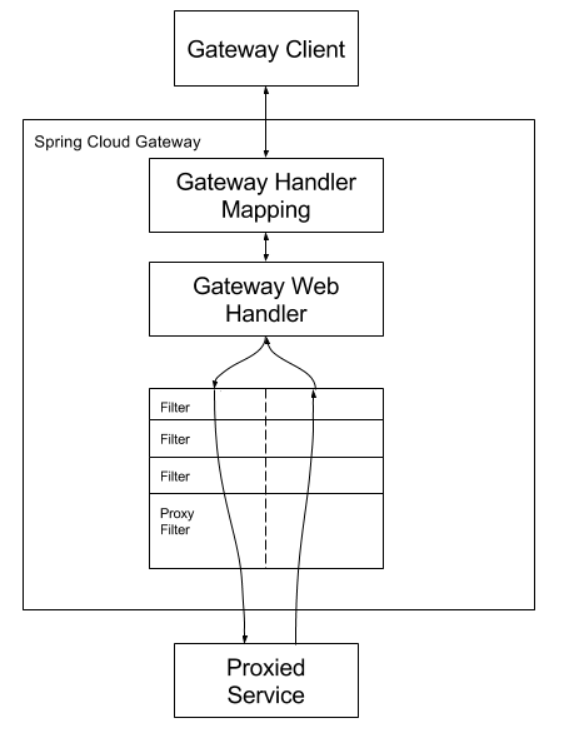 Gateway Client
Spring Cloud Gateway
Gateway Handler
Mapping
Gateway Web
Handler
Filter
Filter
Filter
Proxy
Filter
Proxied
Service